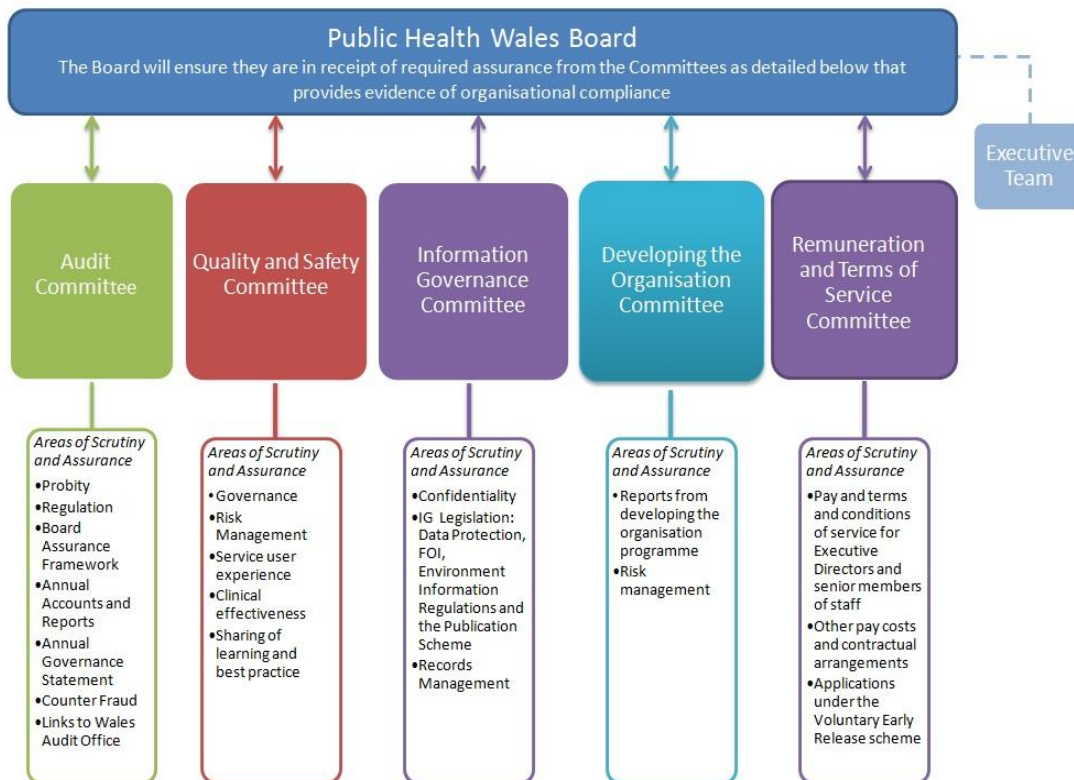 Public Health Wales Board
The Board will ensure they are in receipt of required assurance from the Committees as detailed below that
provides evidence of organisational compliance
Executive
Team
Audit
Committee
Quality and Safety
Committee
Information
Governance
Committee
Developing the
Organisation
Committee
Remuneration
and Terms of
Service
Committee
Areas of Scrutiny
and Assurance
•Probity
•Regulation
•Board
Assurance
Framework
•Annual
Accounts and
Reports
•Annual
Governance
Statement
•Counter Fraud
•Links to Wales
Audit Office
Areas of Scrutiny
and Assurance
•Governance
•Risk
Management
•Service user
experience
•Clinical
effectiveness
•Sharing of
learning and
best practice
Areas of Scrutiny
and Assurance
•Confidentiality
•IG Legislation:
Data Protection,
FOI,
Environment
Information
Regulations and
the Publication
Scheme
•Records
Management
Areas of Scrutiny
and Assurance
•Reports from
developing the
organisation
programme
•Risk
management
Areas of Scrutiny
and Assurance
•Pay and terms
and conditions
of service for
Executive
Directors and
senior members
of staff
•Other pay costs
and contractual
arrangements
•Applications
under the
Voluntary Early
Release scheme